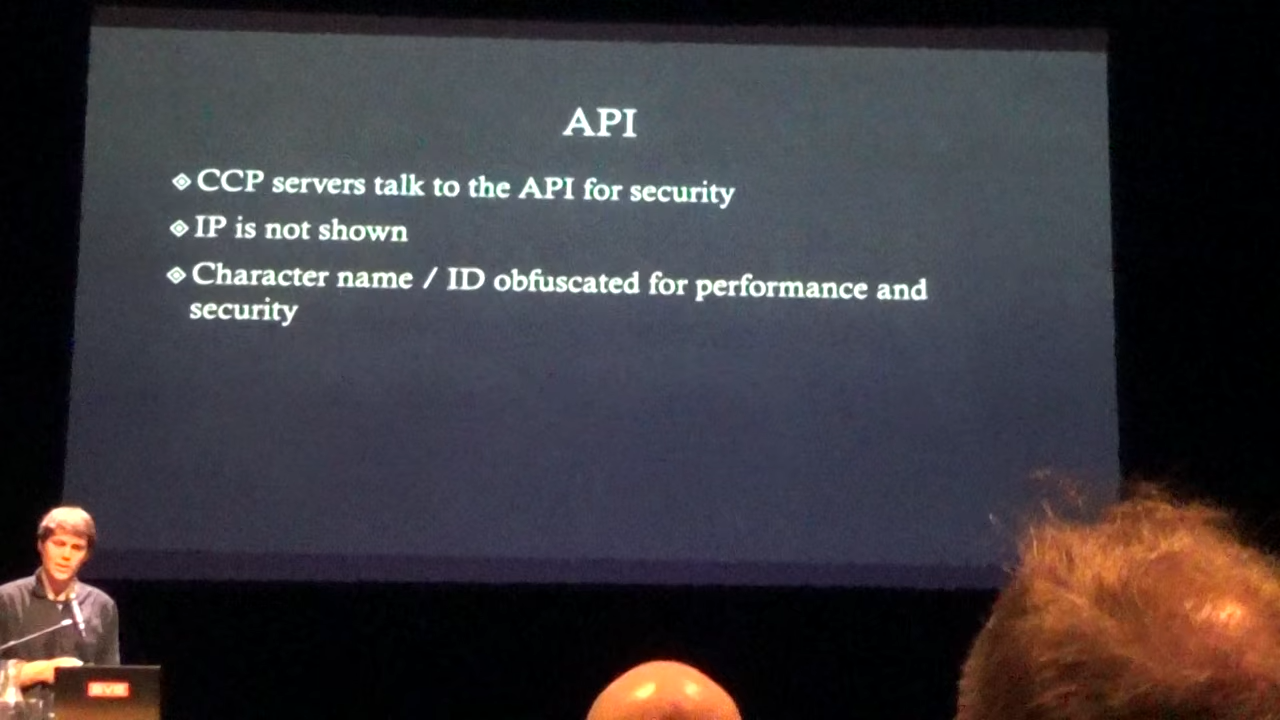 API
CCP servers talk to the API for security
IP is not shown
Character name / ID obfuscated for performance and
security
EVE